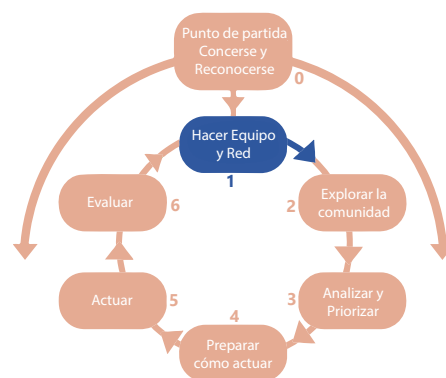 Punto de partida
Concerse y
Reconocerse
0
Hacer Equipo
y Red
1
Explorar la
comunidad
2
Analizar y
Priorizar
3
Preparar
cómo actuar
4
Actuar
5
Evaluar
6